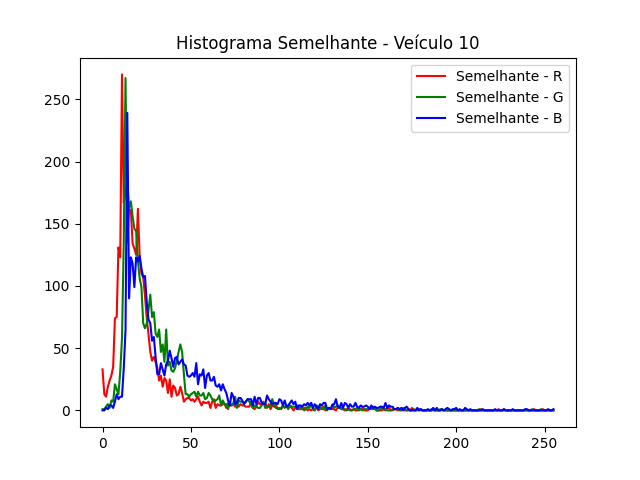 Histograma Semelhante - Veículo 10
Semelhante - R
Semelhante - G
Semelhante - B
250
200
150
100
50
0
0 50 100 150 200 250